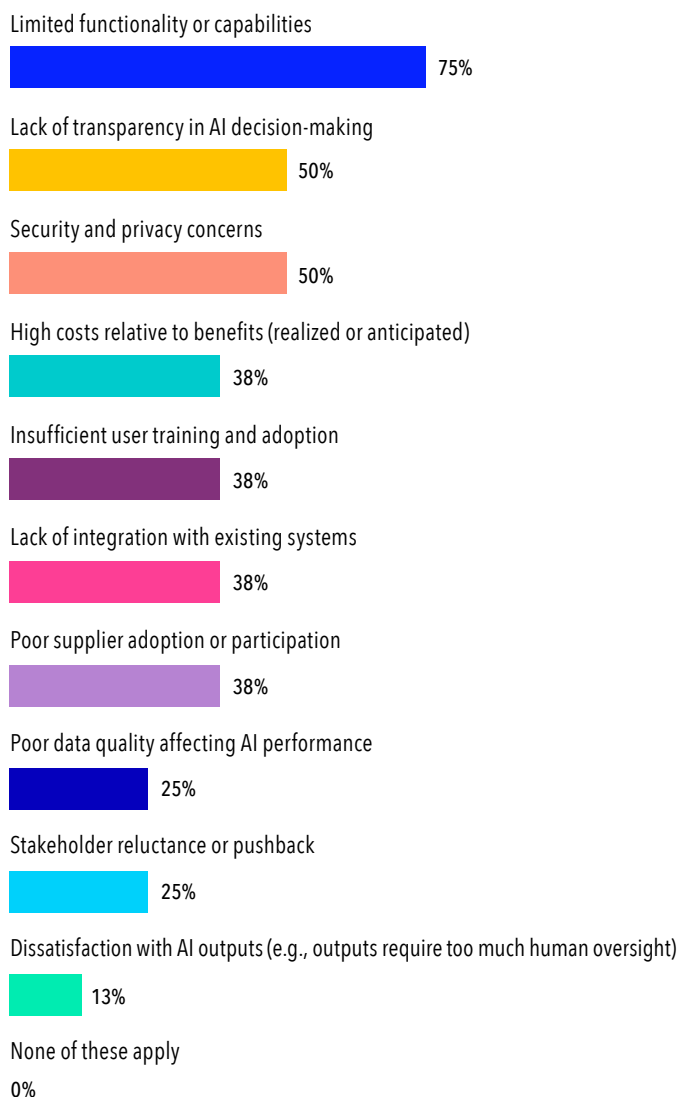 Limited functionality or capabilities
75%
Lack of transparency in AI decision-making
50%
Security and privacy concerns
50%
High costs relative to benefits (realized or anticipated)
38%
Insufficient user training and adoption
38%
Lack of integration with existing systems
38%
Poor supplier adoption or participation
38%
Poor data quality affecting AI performance
25%
Stakeholder reluctance or pushback
25%
Dissatisfaction with AI outputs (e.g., outputs require too much human oversight)
13%
None of these apply
0%